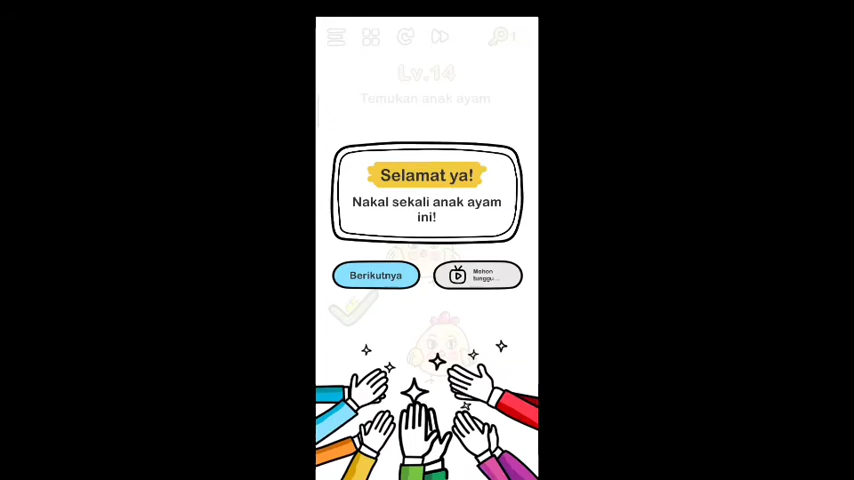 Lv.14
Temukan anak ayam
Selamat ya!
Nakal sekali anak ayam
ini!
Berikutnya
Mohon
tunggu...